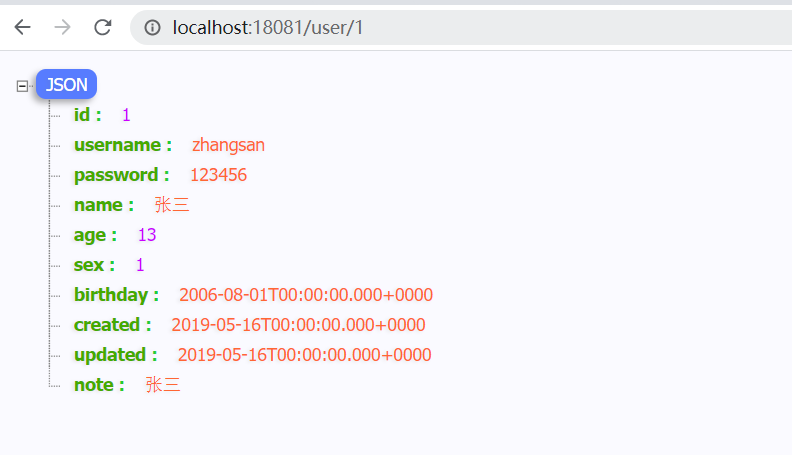 localhost:18081/user/1
JSON
id : 1
username : zhangsan
password : 123456
name : 张三
age : 13
sex : 1
birthday : 2006-08-01T00:00:00.000+0000
created : 2019-05-16T00:00:00.000+0000
updated : 2019-05-16T00:00:00.000+0000
note : 张三